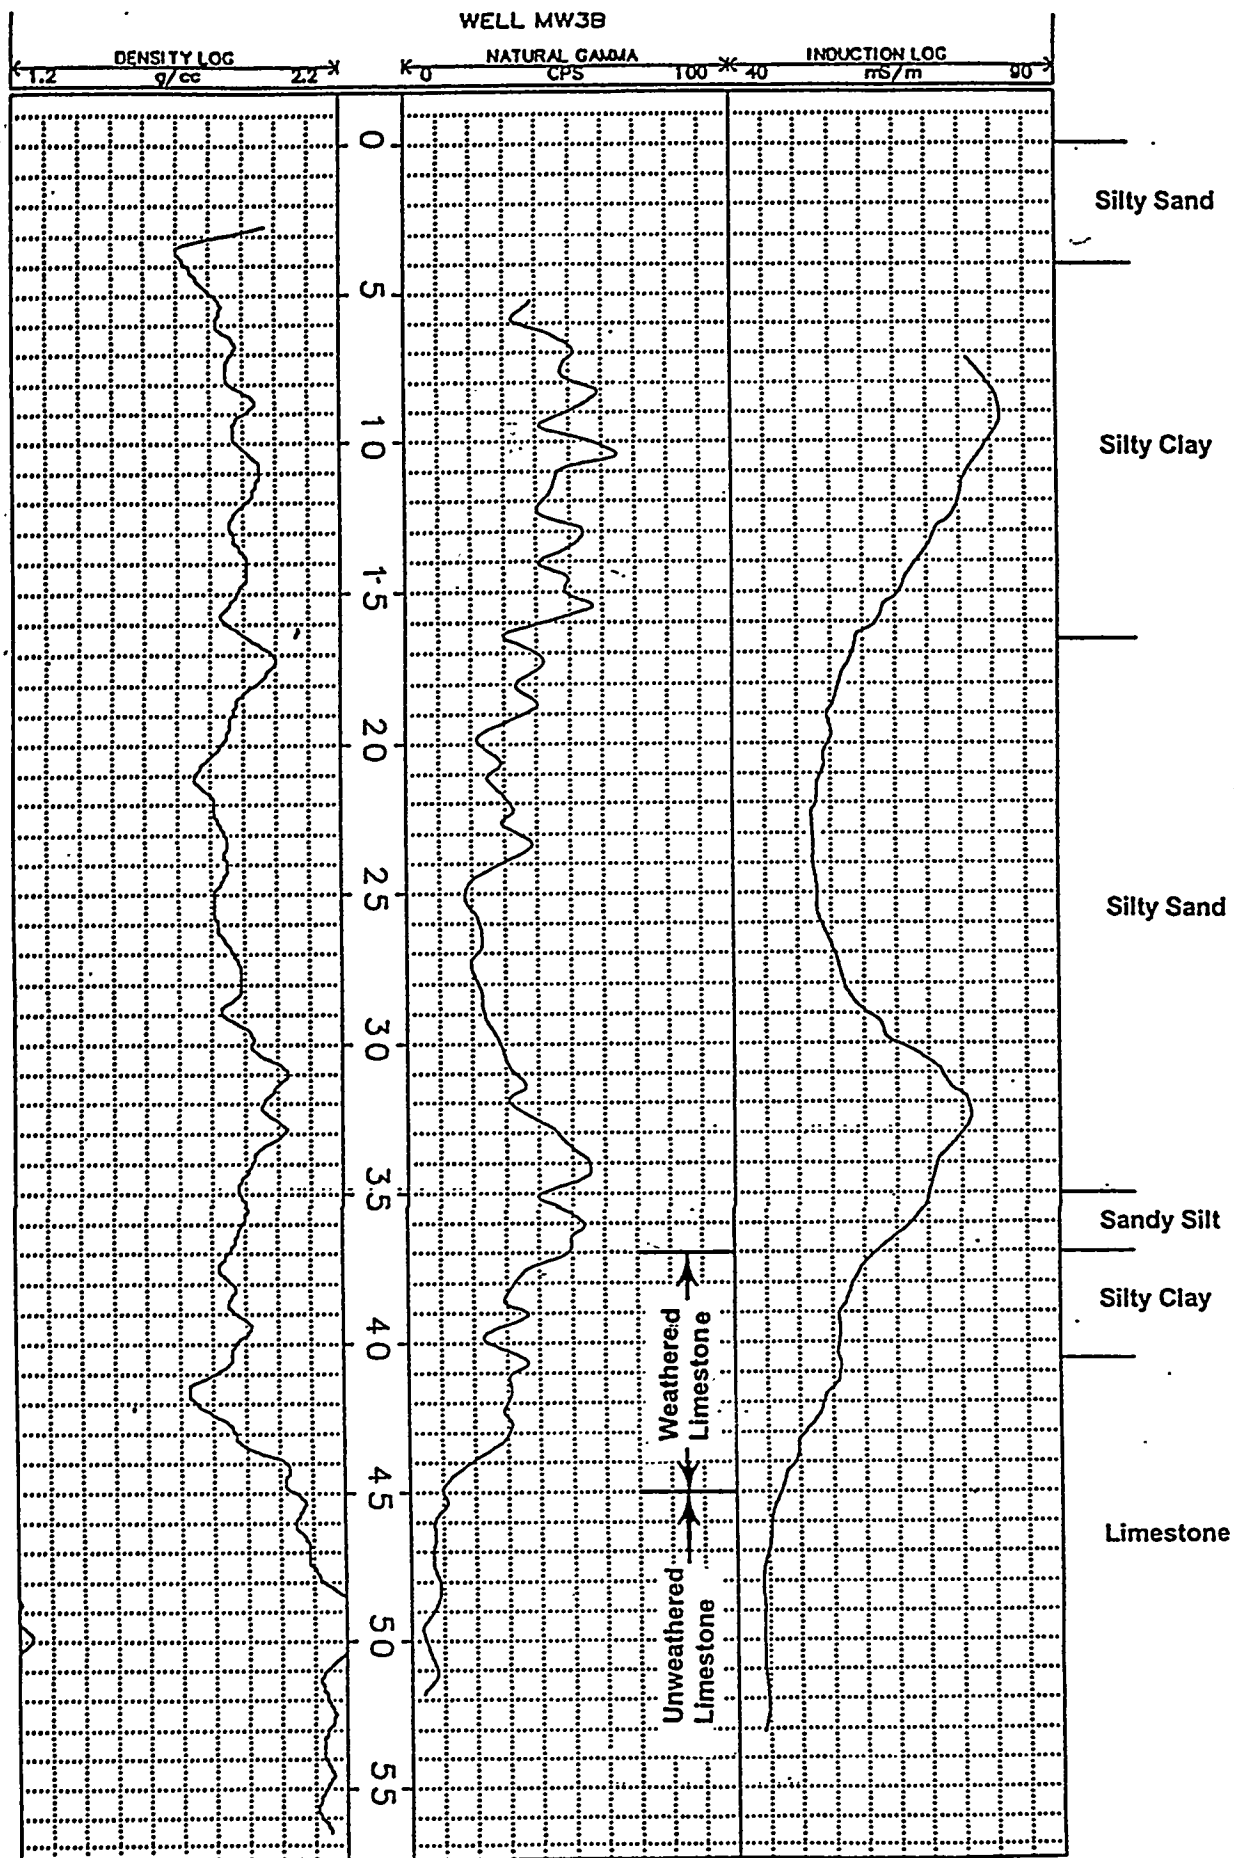 WELL MW3B
DENSITY LOG
1.2 g/cc 2.2
NATURAL GAMMA
0 CPS 100
INDUCTION LOG
40 mS/m 90
0
5
10
15
20
25
30
35
40
45
50
55
Silty Sand
Silty Clay
Silty Sand
Sandy Silt
Silty Clay
Limestone
Weathered
Limestone
Unweathered
Limestone